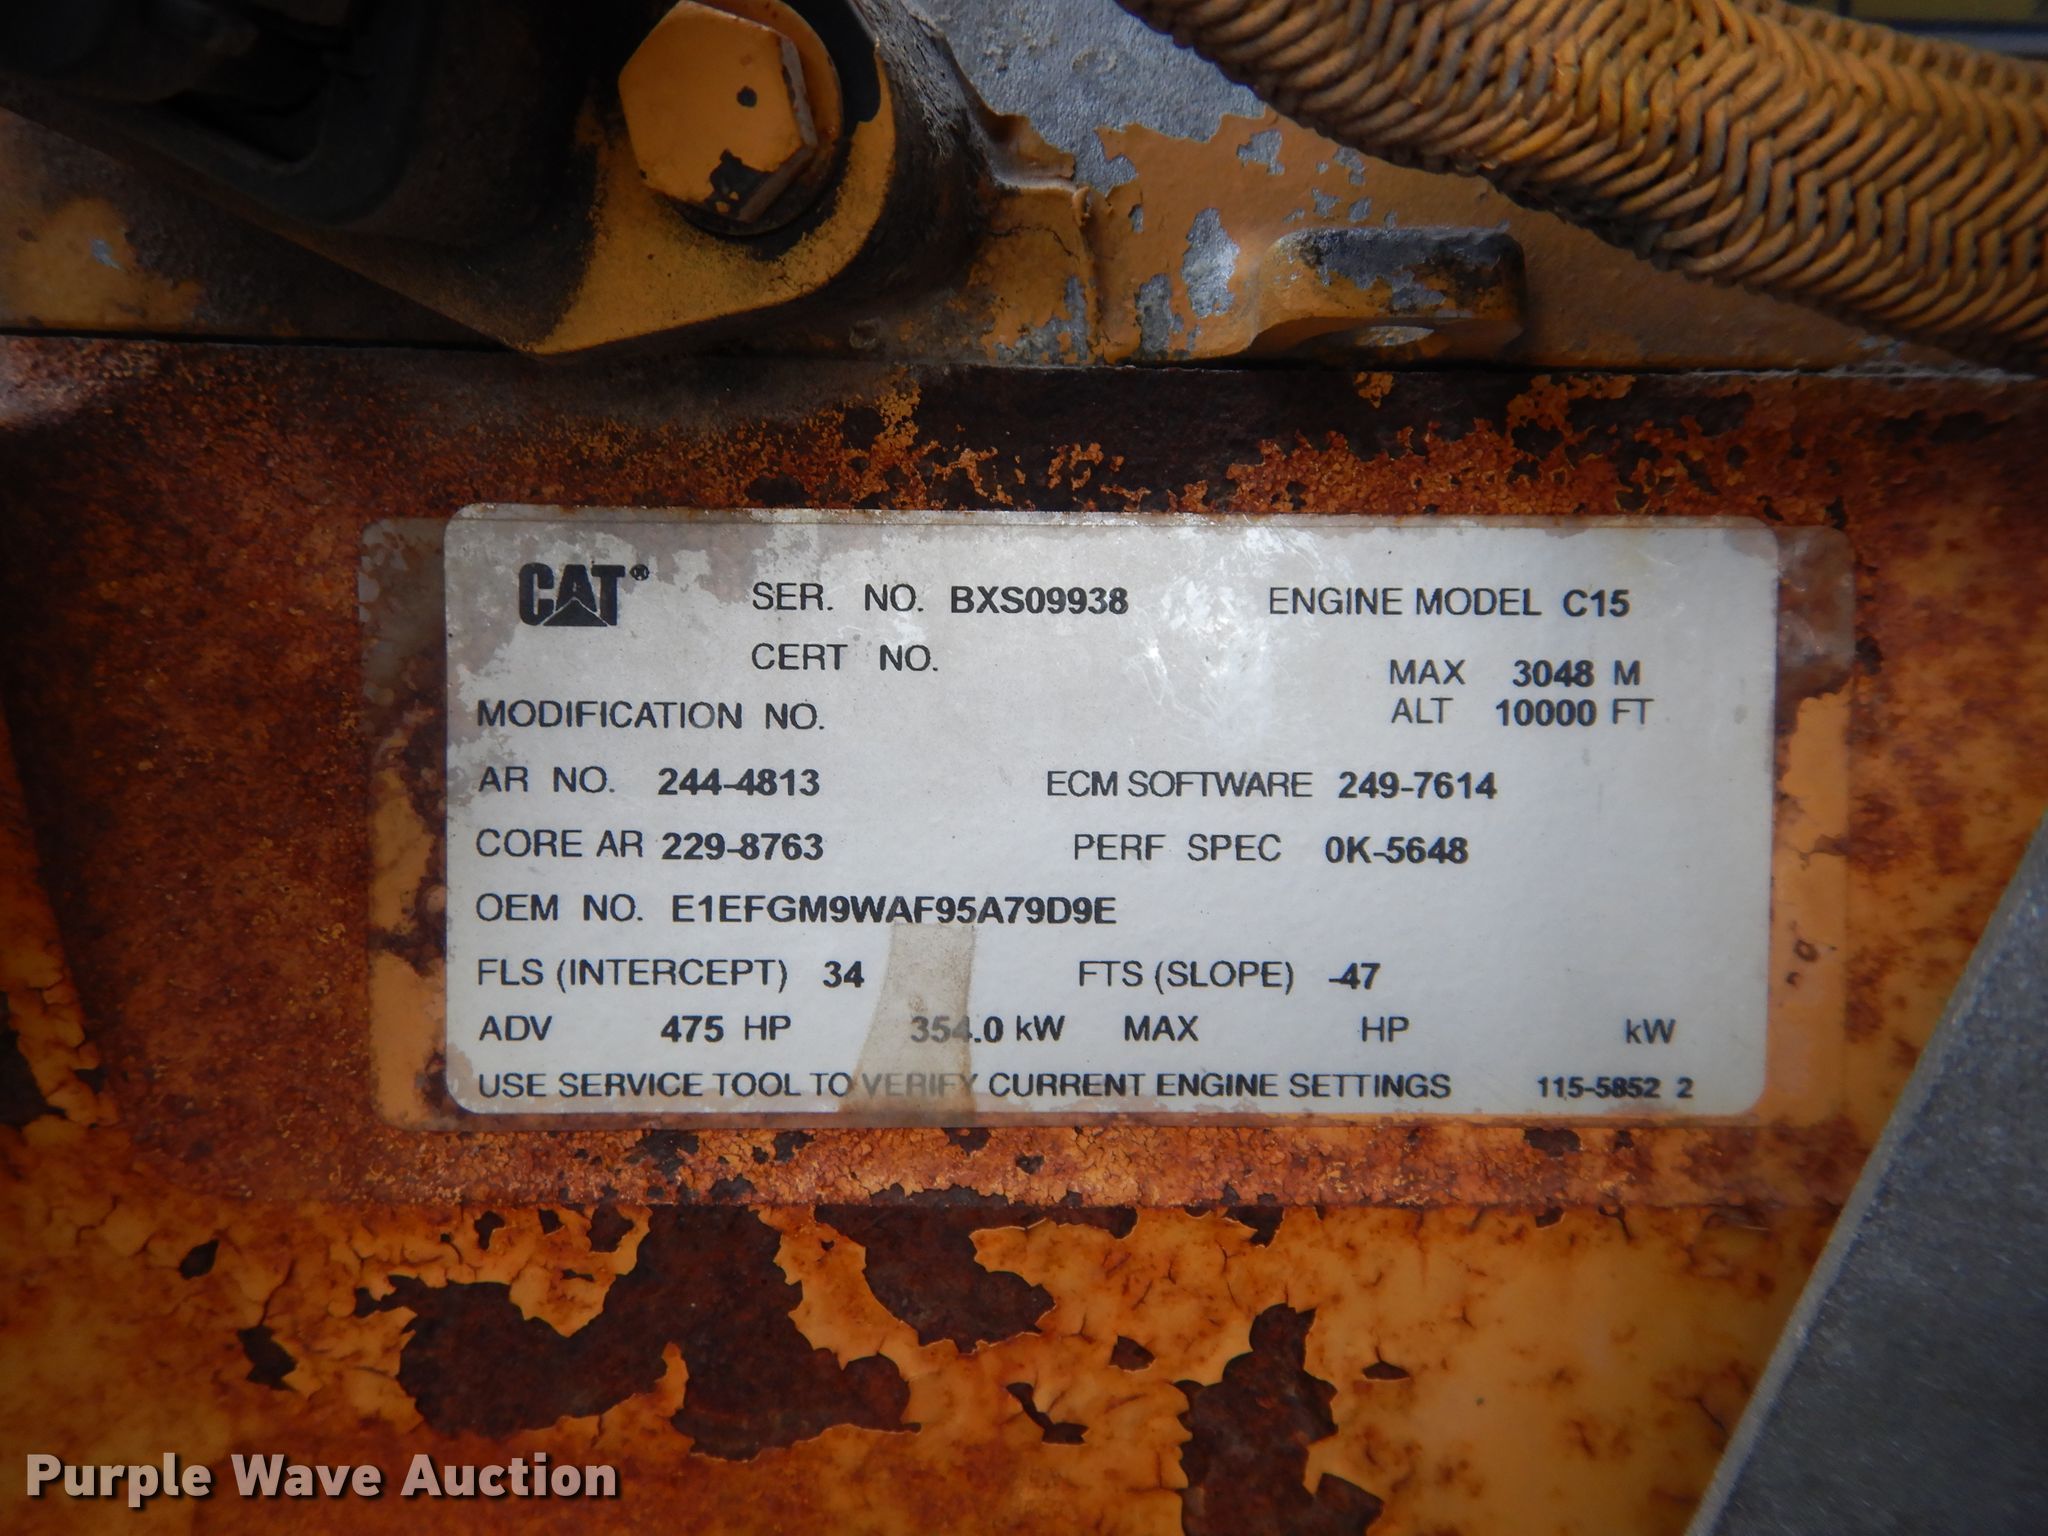 CAT® SER. NO. BXS09938 ENGINE MODEL C15
CERT NO.
MAX 3048 M
MODIFICATION NO.
ALT 10000 FT
AR NO. 244-4813 ECM SOFTWARE 249-7614
CORE AR 229-8763 PERF SPEC 0K-5648
OEM NO. E1EFGM9WAF95A79D9E
FLS (INTERCEPT) 34 FTS (SLOPE) -47
ADV 475 HP 354.0 kW MAX HP kW
USE SERVICE TOOL TO VERIFY CURRENT ENGINE SETTINGS 115-5852 2
Purple Wave Auction